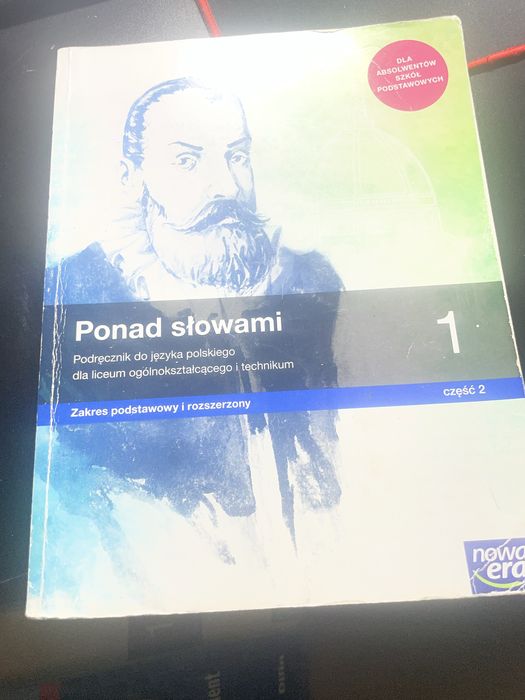 DLA
ABSOLWENTÓW
SZKÓŁ
PODSTAWOWYCH
Ponad słowami
1
Podręcznik do języka polskiego
dla liceum ogólnokształcącego i technikum
Zakres podstawowy i rozszerzony
część 2
nowa
era